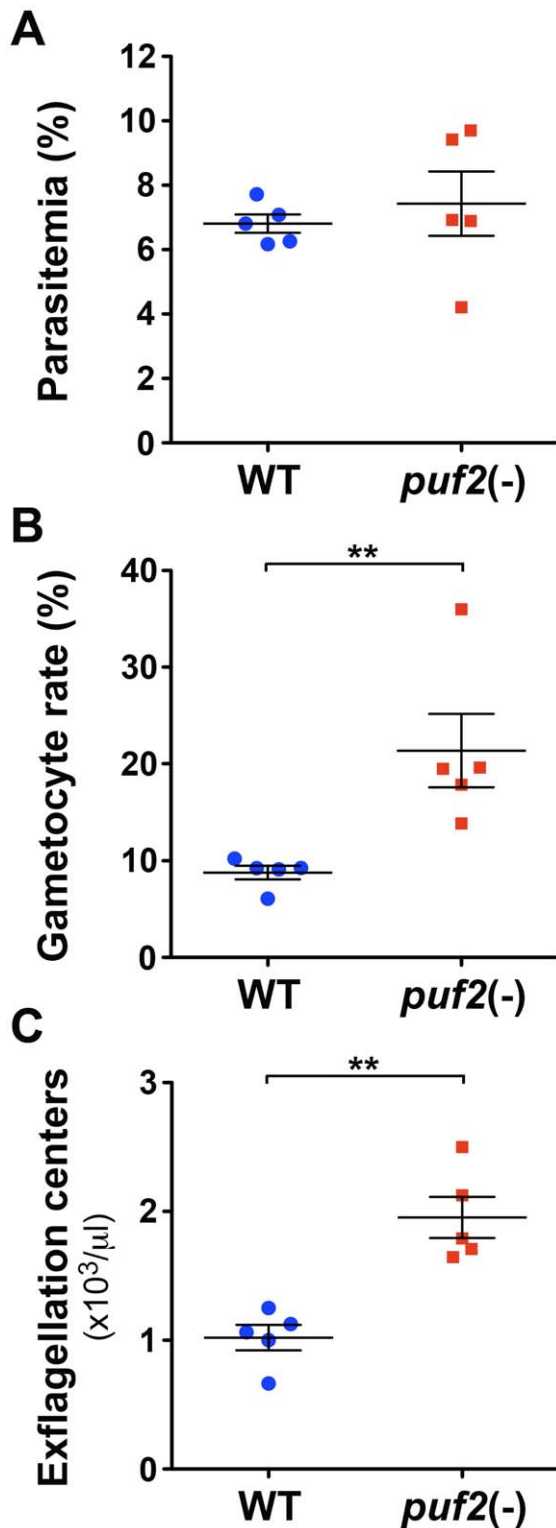 A
Parasitemia (%)
12
10
8
6
4
2
0
WT
puf2(-)
B
**
Gametocyte rate (%)
40
30
20
10
0
WT
puf2(-)
C
**
Exflagellation centers
(x10³/µl)
3
2
1
0
WT
puf2(-)